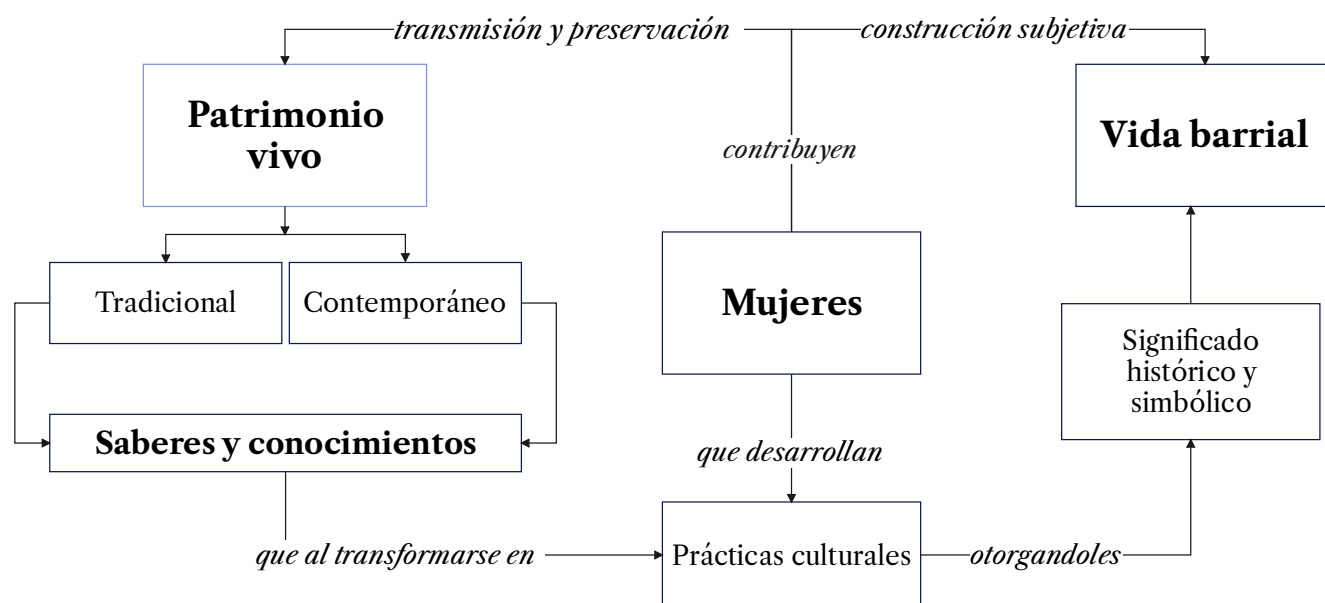 transmisión y preservación
construcción subjetiva
Patrimonio
vivo
Vida barrial
contribuyen
Tradicional
Contemporáneo
Mujeres
Significado
histórico y
simbólico
Saberes y conocimientos
que desarrollan
que al transformarse en
Prácticas culturales
otorgandoles